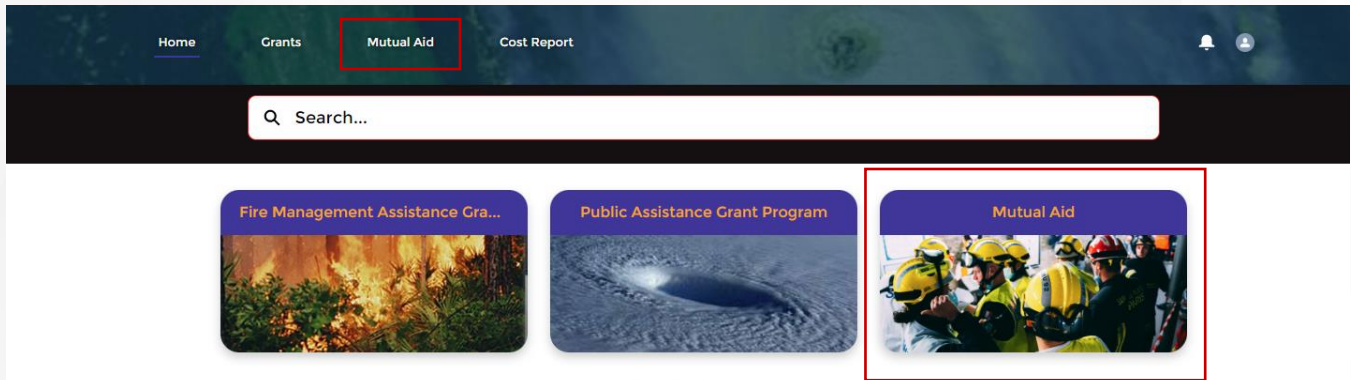 Home Grants Mutual Aid Cost Report
Search...
Fire Management Assistance Gra... Public Assistance Grant Program Mutual Aid